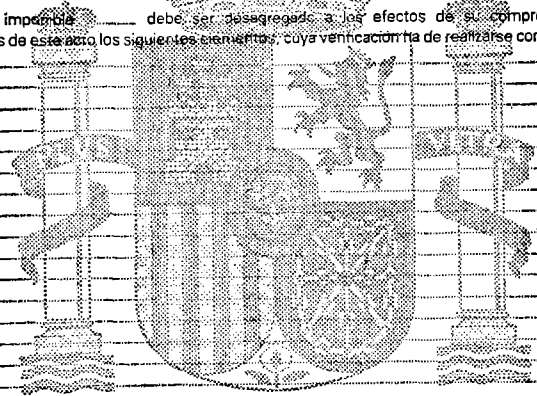 imponible ........... debe ser desagregado a los efectos de su compro
s de este acto los siguientes elementos, cuya verificación ha de realizarse con